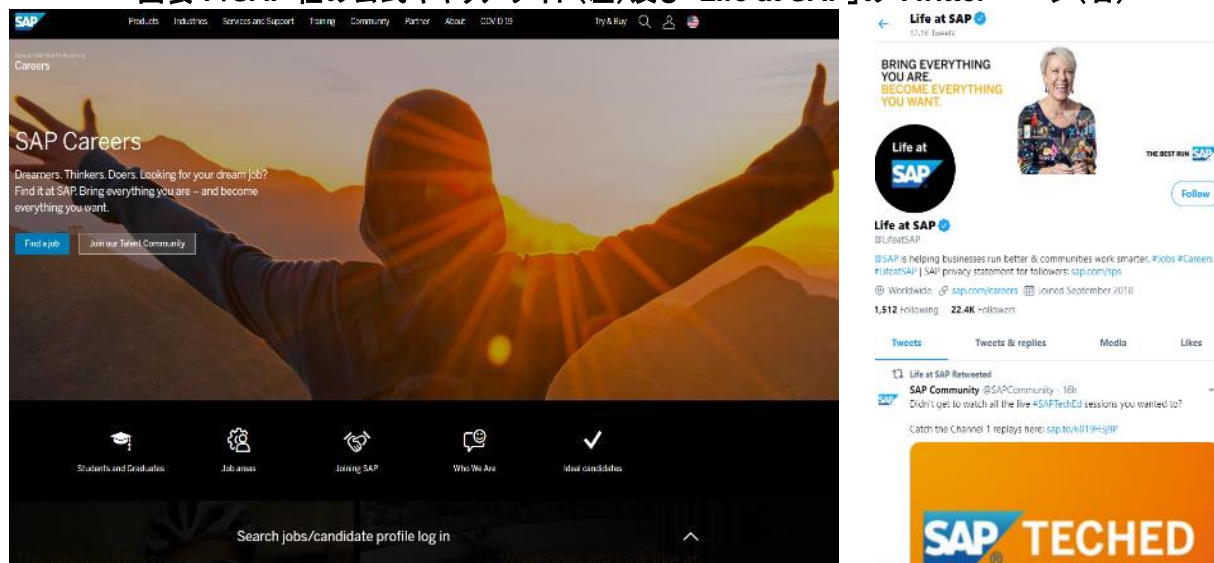 SAP
Products Industries Services and Support Training Community Partner About COVID-19 Try & Buy
Careers
SAP Careers
Dreamers. Thinkers. Doers. Looking for your dream job?
Find it at SAP. Bring everything you are – and become
everything you want.
Find a job Join our Talent Community
Students and Graduates Job areas Joining SAP Who We Are Ideal candidates
Search jobs/candidate profile log in
Life at SAP
Tweets
BRING EVERYTHING
YOU ARE.
BECOME EVERYTHING
YOU WANT.
Life at
SAP
THE BEST RUN SAP
Follow
Life at SAP
@LifeatSAP
@SAP is helping businesses run better & communities work smarter. #Jobs #Careers
#LifeatSAP | SAP privacy statement for followers: sap.com/sps
Worldwide sap.com/careers Joined September 2010
1,512 Following 22.4K Followers
Tweets Tweets & replies Media Likes
Life at SAP Retweeted
SAP Community @SAPCommunity · 16h
SAP
Didn't get to watch all the live #SAPTechEd sessions you wanted to?
Catch the Channel 1 replays here:
SAP TECHED